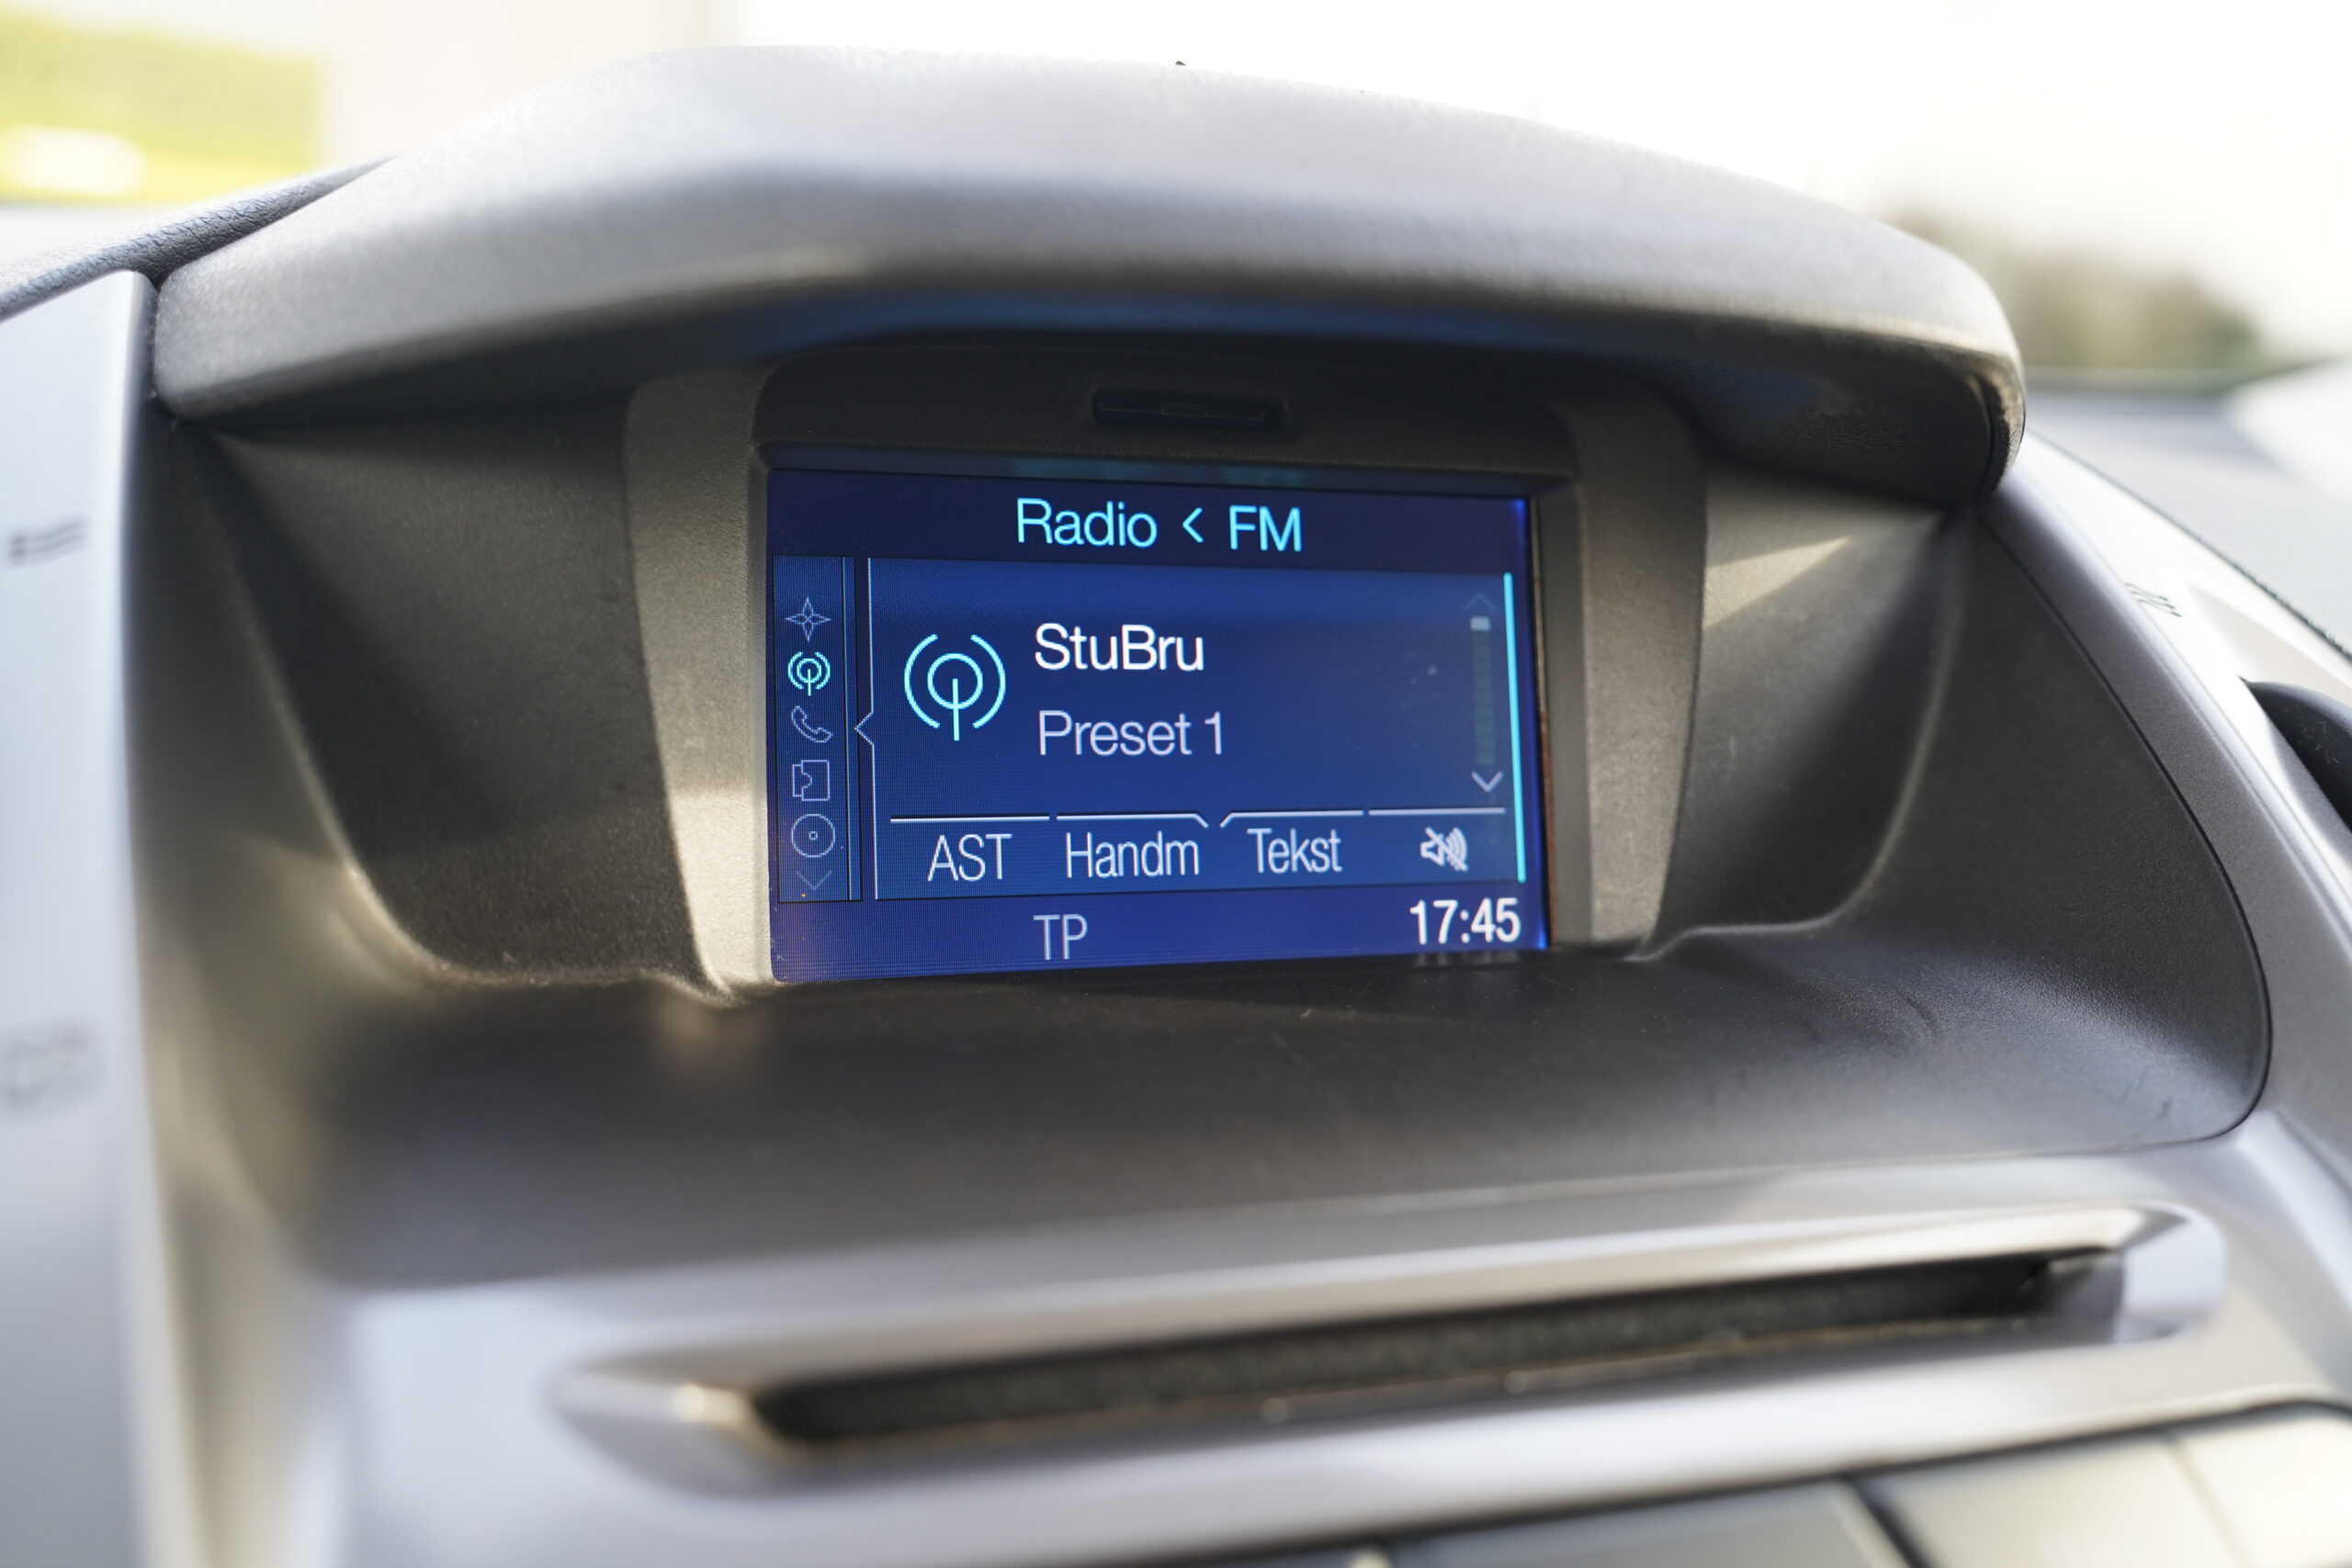 Radio < FM
StuBru
Preset 1
AST Handm Tekst
TP 17:45